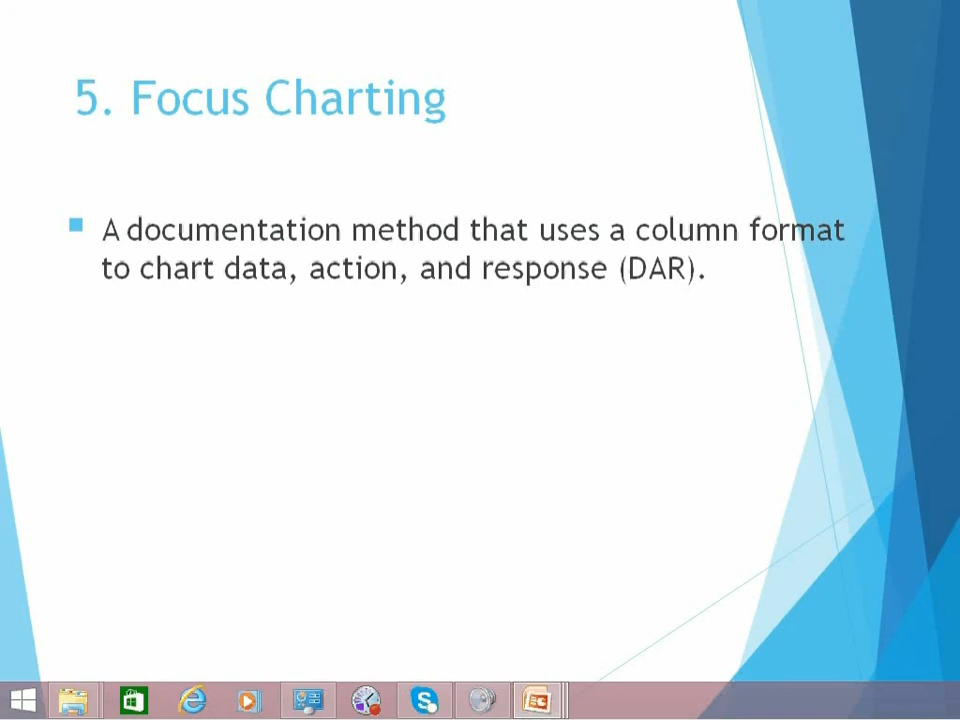 5. Focus Charting
A documentation method that uses a column format
to chart data, action, and response (DAR).